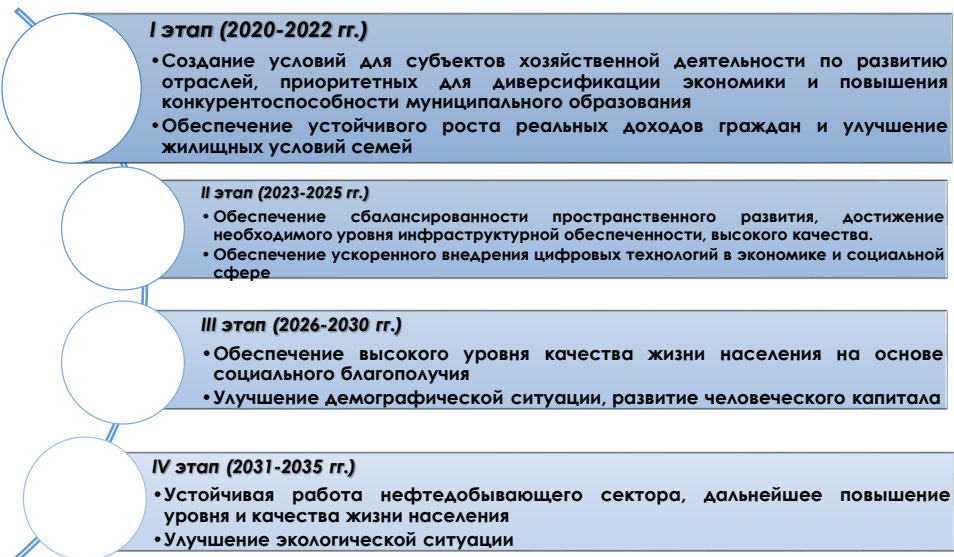 I этап (2020-2022 гг.)
•Создание условий для субъектов хозяйственной деятельности по развитию
отраслей, приоритетных для диверсификации экономики и повышения
конкурентоспособности муниципального образования
•Обеспечение устойчивого роста реальных доходов граждан и улучшение
жилищных условий семей
II этап (2023-2025 гг.)
• Обеспечение сбалансированности пространственного развития, достижение
необходимого уровня инфраструктурной обеспеченности, высокого качества.
• Обеспечение ускоренного внедрения цифровых технологий в экономике и социальной
сфере
III этап (2026-2030 гг.)
•Обеспечение высокого уровня качества жизни населения на основе
социального благополучия
•Улучшение демографической ситуации, развитие человеческого капитала
IV этап (2031-2035 гг.)
•Устойчивая работа нефтедобывающего сектора, дальнейшее повышение
уровня и качества жизни населения
•Улучшение экологической ситуации